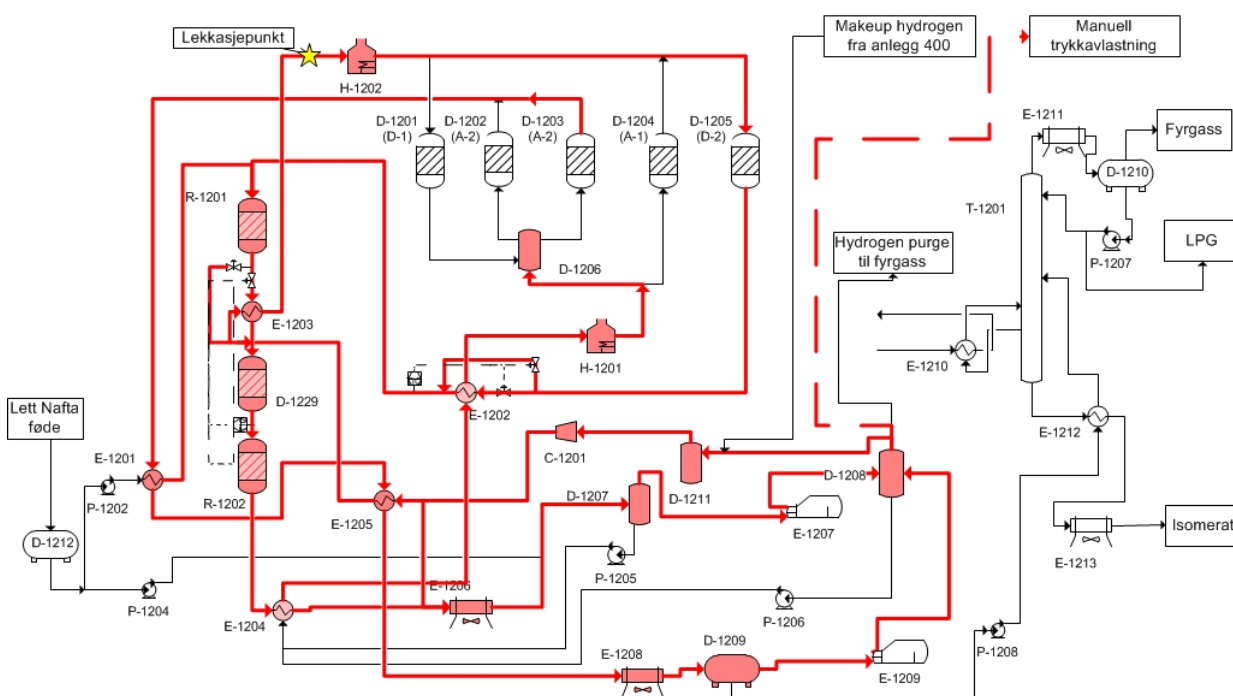 Lekkasjepunkt
H-1202
Makeup hydrogen
fra anlegg 400
Manuell
trykkavlastning
D-1201
(D-1)
D-1202
(A-2)
D-1203
(A-2)
D-1204
(A-1)
D-1205
(D-2)
E-1211
Fyrgass
D-1210
R-1201
T-1201
P-1207
LPG
Hydrogen purge
til fyrgass
D-1206
E-1203
H-1201
E-1210
D-1229
E-1202
Lett Nafta
føde
E-1212
C-1201
E-1201
D-1211
D-1208
P-1202
R-1202
E-1205
D-1207
E-1207
D-1212
Isomerat
E-1213
P-1205
P-1204
E-1206
P-1206
E-1204
D-1209
E-1208
E-1209
P-1208